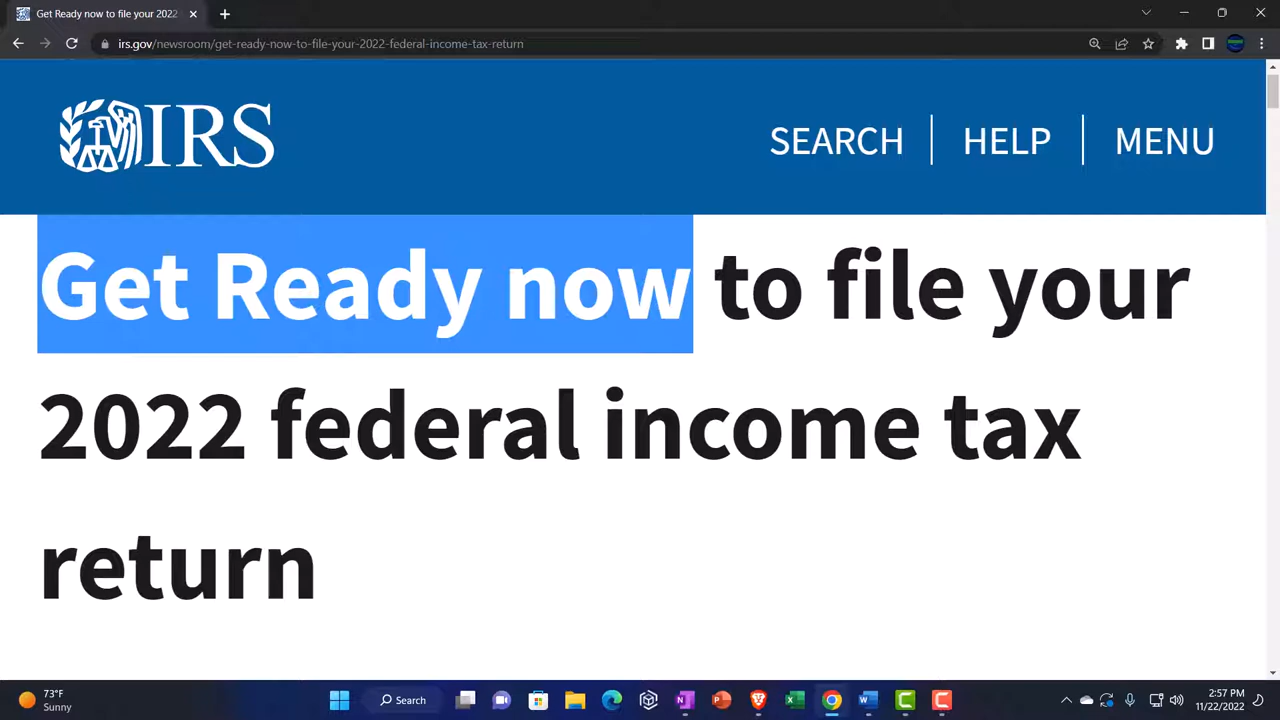 Get Ready now to file your 2022
irs.gov/newsroom/get-ready-now-to-file-your-2022-federal-income-tax-return
IRS
SEARCH
HELP
MENU
Get Ready now to file your
2022 federal income tax
return
73°F
Sunny
Search
2:57 PM
11/22/2022